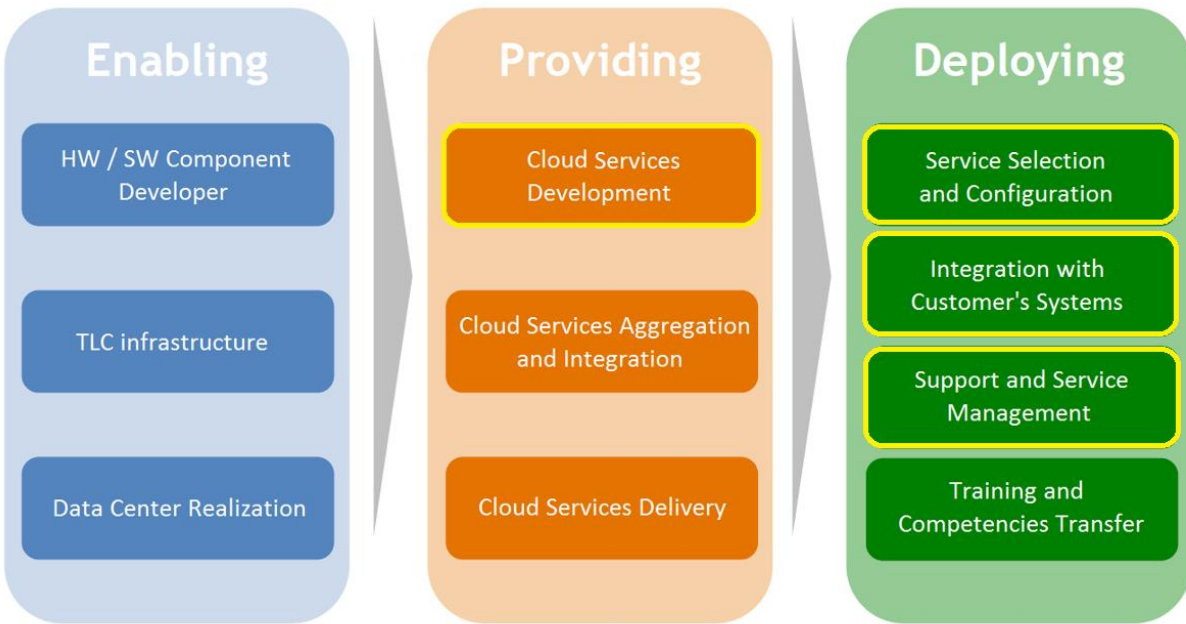 Enabling
HW / SW Component
Developer
TLC infrastructure
Data Center Realization
Providing
Cloud Services
Development
Cloud Services Aggregation
and Integration
Cloud Services Delivery
Deploying
Service Selection
and Configuration
Integration with
Customer's Systems
Support and Service
Management
Training and
Competencies Transfer